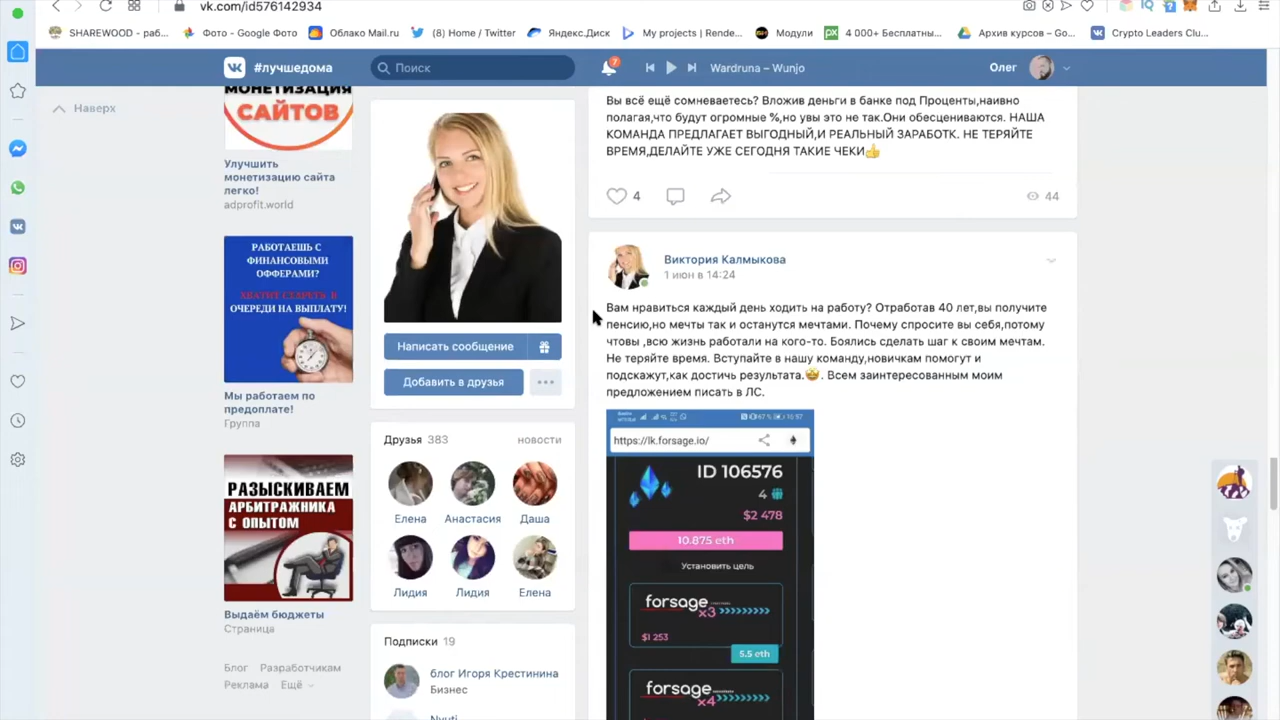 vk.com/id576142934
SHAREWOOD - раб...
Фото - Google Фото
Облако Mail.ru
(8) Home / Twitter
Яндекс.Диск
My projects | Rende...
Модули
4 000+ Бесплатны...
Архив курсов – Go...
Crypto Leaders Clu...
#лучшедома
Поиск
7
Wardruna – Wunjo
Олег
Наверх
МОНЕТИЗАЦИЯ
САЙТОВ
Улучшить
монетизацию сайта
легко!
adprofit.world
РАБОТАЕШЬ С
ФИНАНСОВЫМИ
ОФФЕРАМИ?
ОЧЕРЕДИ НА ВЫПЛАТУ!
Мы работаем по
предоплате!
Группа
РАЗЫСКИВАЕМ
АРБИТРАЖНИКА
С ОПЫТОМ
Выдаём бюджеты
Страница
Блог Разработчикам
Реклама Ещё
Написать сообщение
Добавить в друзья
Друзья 383
новости
Елена
Анастасия
Даша
Лидия
Лидия
Елена
Подписки 19
блог Игоря Крестинина
Бизнес
Вы всё ещё сомневаетесь? Вложив деньги в банке под Проценты,наивно
полагая,что будут огромные %,но увы это не так.Они обесцениваются. НАША
КОМАНДА ПРЕДЛАГАЕТ ВЫГОДНЫЙ,И РЕАЛЬНЫЙ ЗАРАБОТК. НЕ ТЕРЯЙТЕ
ВРЕМЯ,ДЕЛАЙТЕ УЖЕ СЕГОДНЯ ТАКИЕ ЧЕКИ👍
4
44
Виктория Калмыкова
1 июн в 14:24
Вам нравиться каждый день ходить на работу? Отработав 40 лет,вы получите
пенсию,но мечты так и останутся мечтами. Почему спросите вы себя,потому
чтовы ,всю жизнь работали на кого-то. Боялись сделать шаг к своим мечтам.
Не теряйте время. Вступайте в нашу команду,новичкам помогут и
подскажут,как достичь результата.🤩. Всем заинтересованным моим
предложением писать в ЛС.
https://lk.forsage.io/
ID 106576
4
$2 478
10.875 eth
Установить цель
forsage
x3
$1 253
5.5 eth
forsage
x4